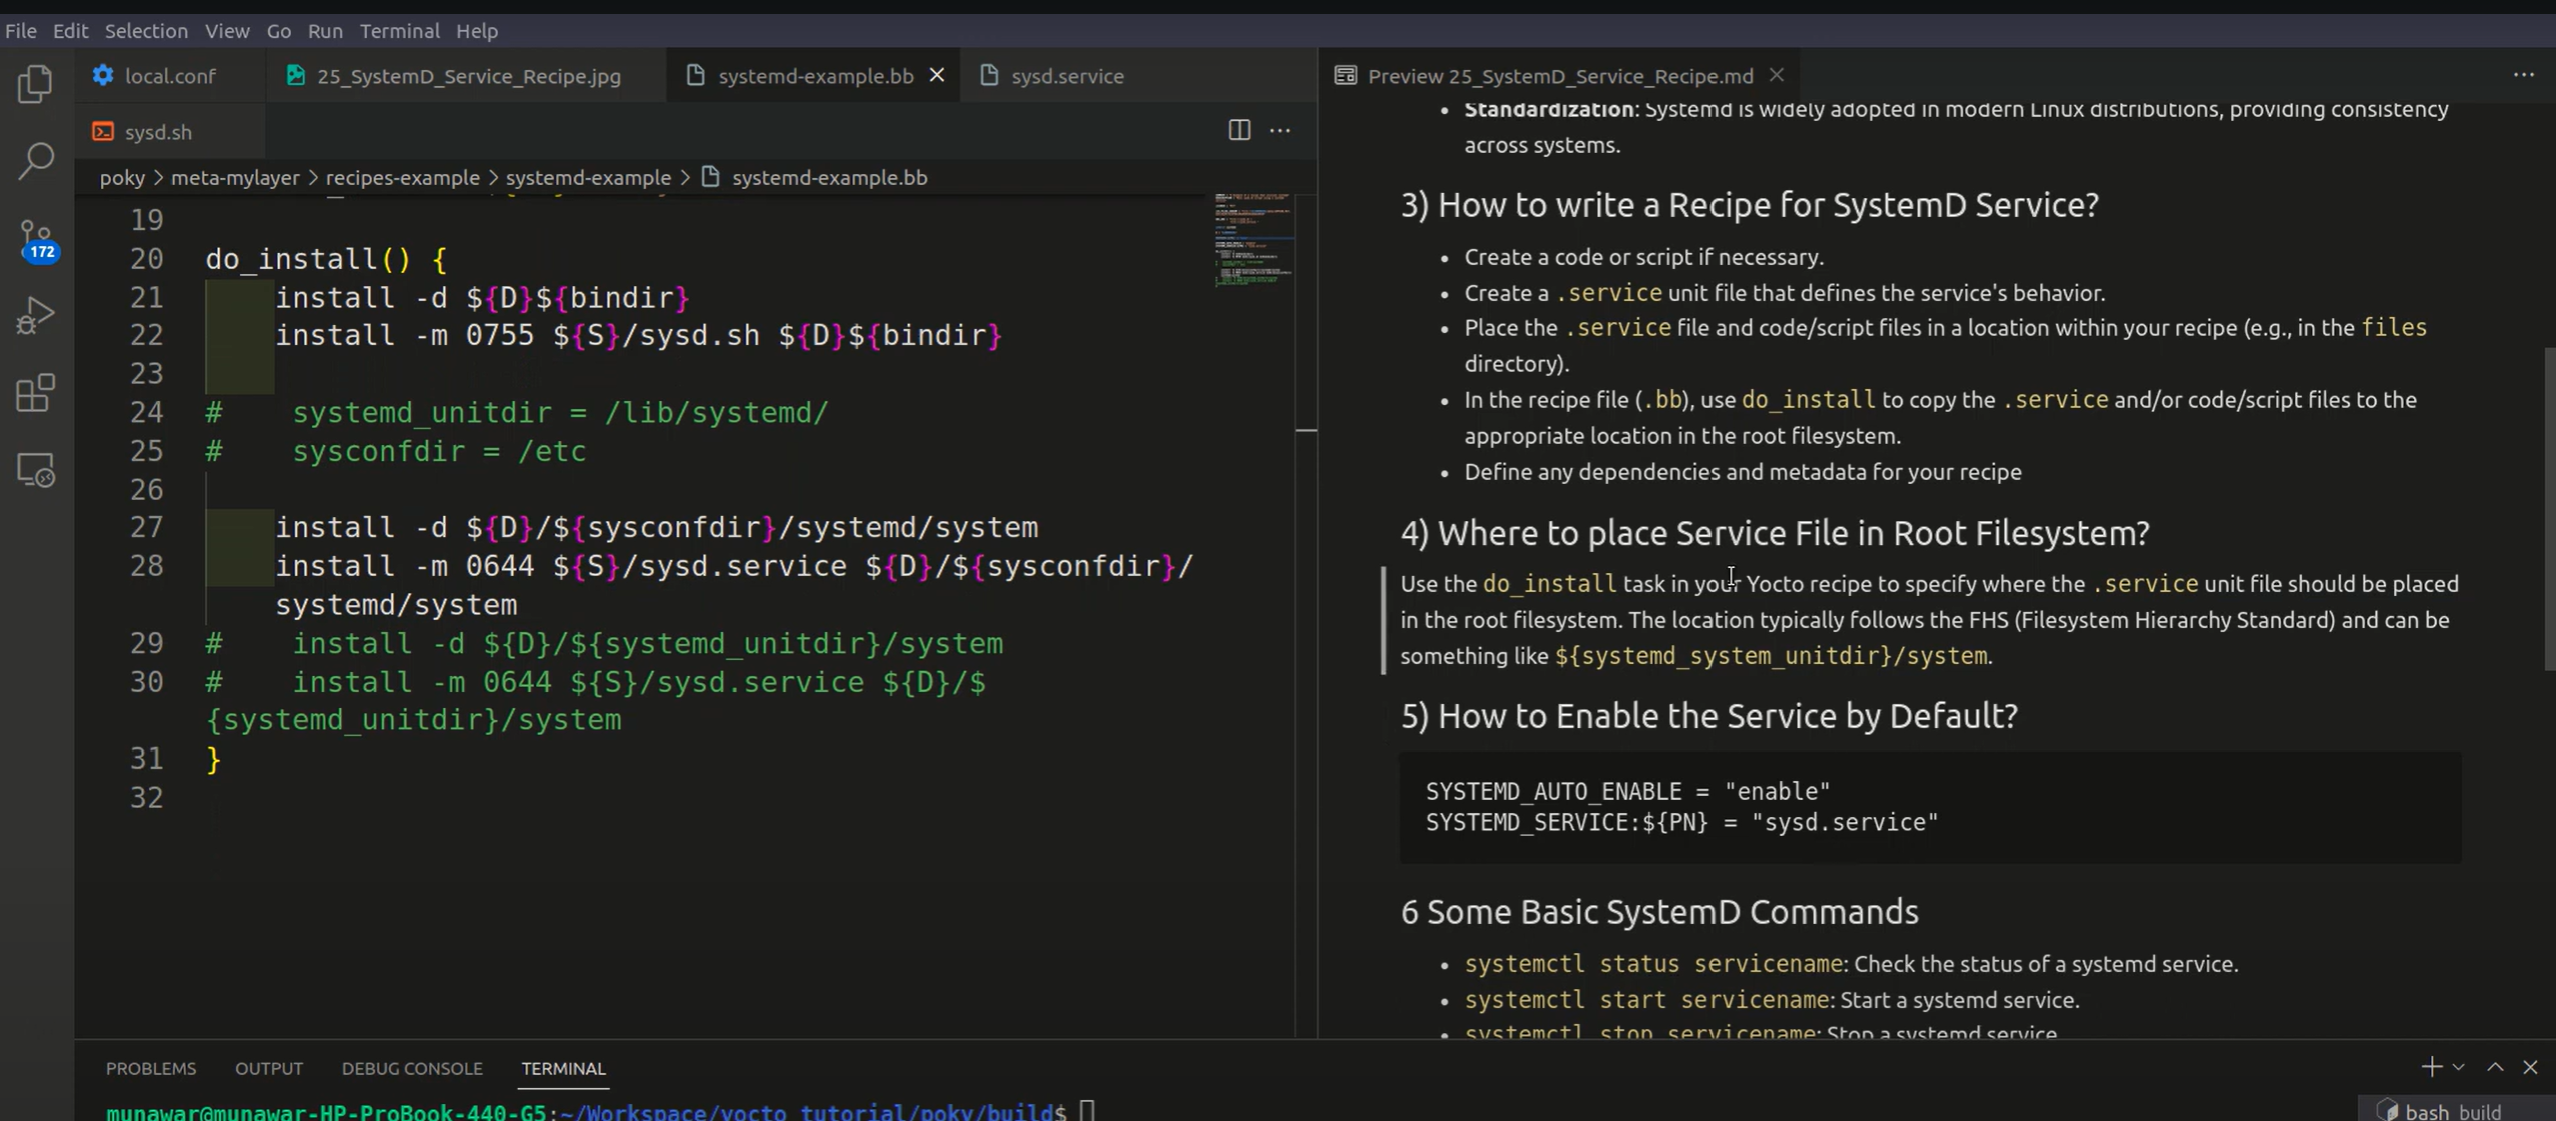 File Edit Selection View Go Run Terminal Help
local.conf 25_SystemD_Service_Recipe.jpg systemd-example.bb sysd.service
sysd.sh
poky > meta-mylayer > recipes-example > systemd-example > systemd-example.bb
172
19
20 do_install() {
21 install -d ${D}${bindir}
22 install -m 0755 ${S}/sysd.sh ${D}${bindir}
23
24 # systemd_unitdir = /lib/systemd/
25 # sysconfdir = /etc
26
27 install -d ${D}/${sysconfdir}/systemd/system
28 install -m 0644 ${S}/sysd.service ${D}/${sysconfdir}/
systemd/system
29 # install -d ${D}/${systemd_unitdir}/system
30 # install -m 0644 ${S}/sysd.service ${D}/$
{systemd_unitdir}/system
31 }
32
Preview 25_SystemD_Service_Recipe.md
• Standardization: Systemd is widely adopted in modern Linux distributions, providing consistency
across systems.
3) How to write a Recipe for SystemD Service?
• Create a code or script if necessary.
• Create a .service unit file that defines the service's behavior.
• Place the .service file and code/script files in a location within your recipe (e.g., in the files
directory).
• In the recipe file (.bb), use do_install to copy the .service and/or code/script files to the
appropriate location in the root filesystem.
• Define any dependencies and metadata for your recipe
4) Where to place Service File in Root Filesystem?
Use the do_install task in your Yocto recipe to specify where the .service unit file should be placed
in the root filesystem. The location typically follows the FHS (Filesystem Hierarchy Standard) and can be
something like ${systemd_system_unitdir}/system.
5) How to Enable the Service by Default?
SYSTEMD_AUTO_ENABLE = "enable"
SYSTEMD_SERVICE:${PN} = "sysd.service"
6 Some Basic SystemD Commands
• systemctl status servicename: Check the status of a systemd service.
• systemctl start servicename: Start a systemd service.
• systemctl stop servicename: Stop a systemd service
PROBLEMS OUTPUT DEBUG CONSOLE TERMINAL
munawar@munawar-HP-ProBook-440-G5:~/Workspace/yocto_tutorial/poky/build$
bash build